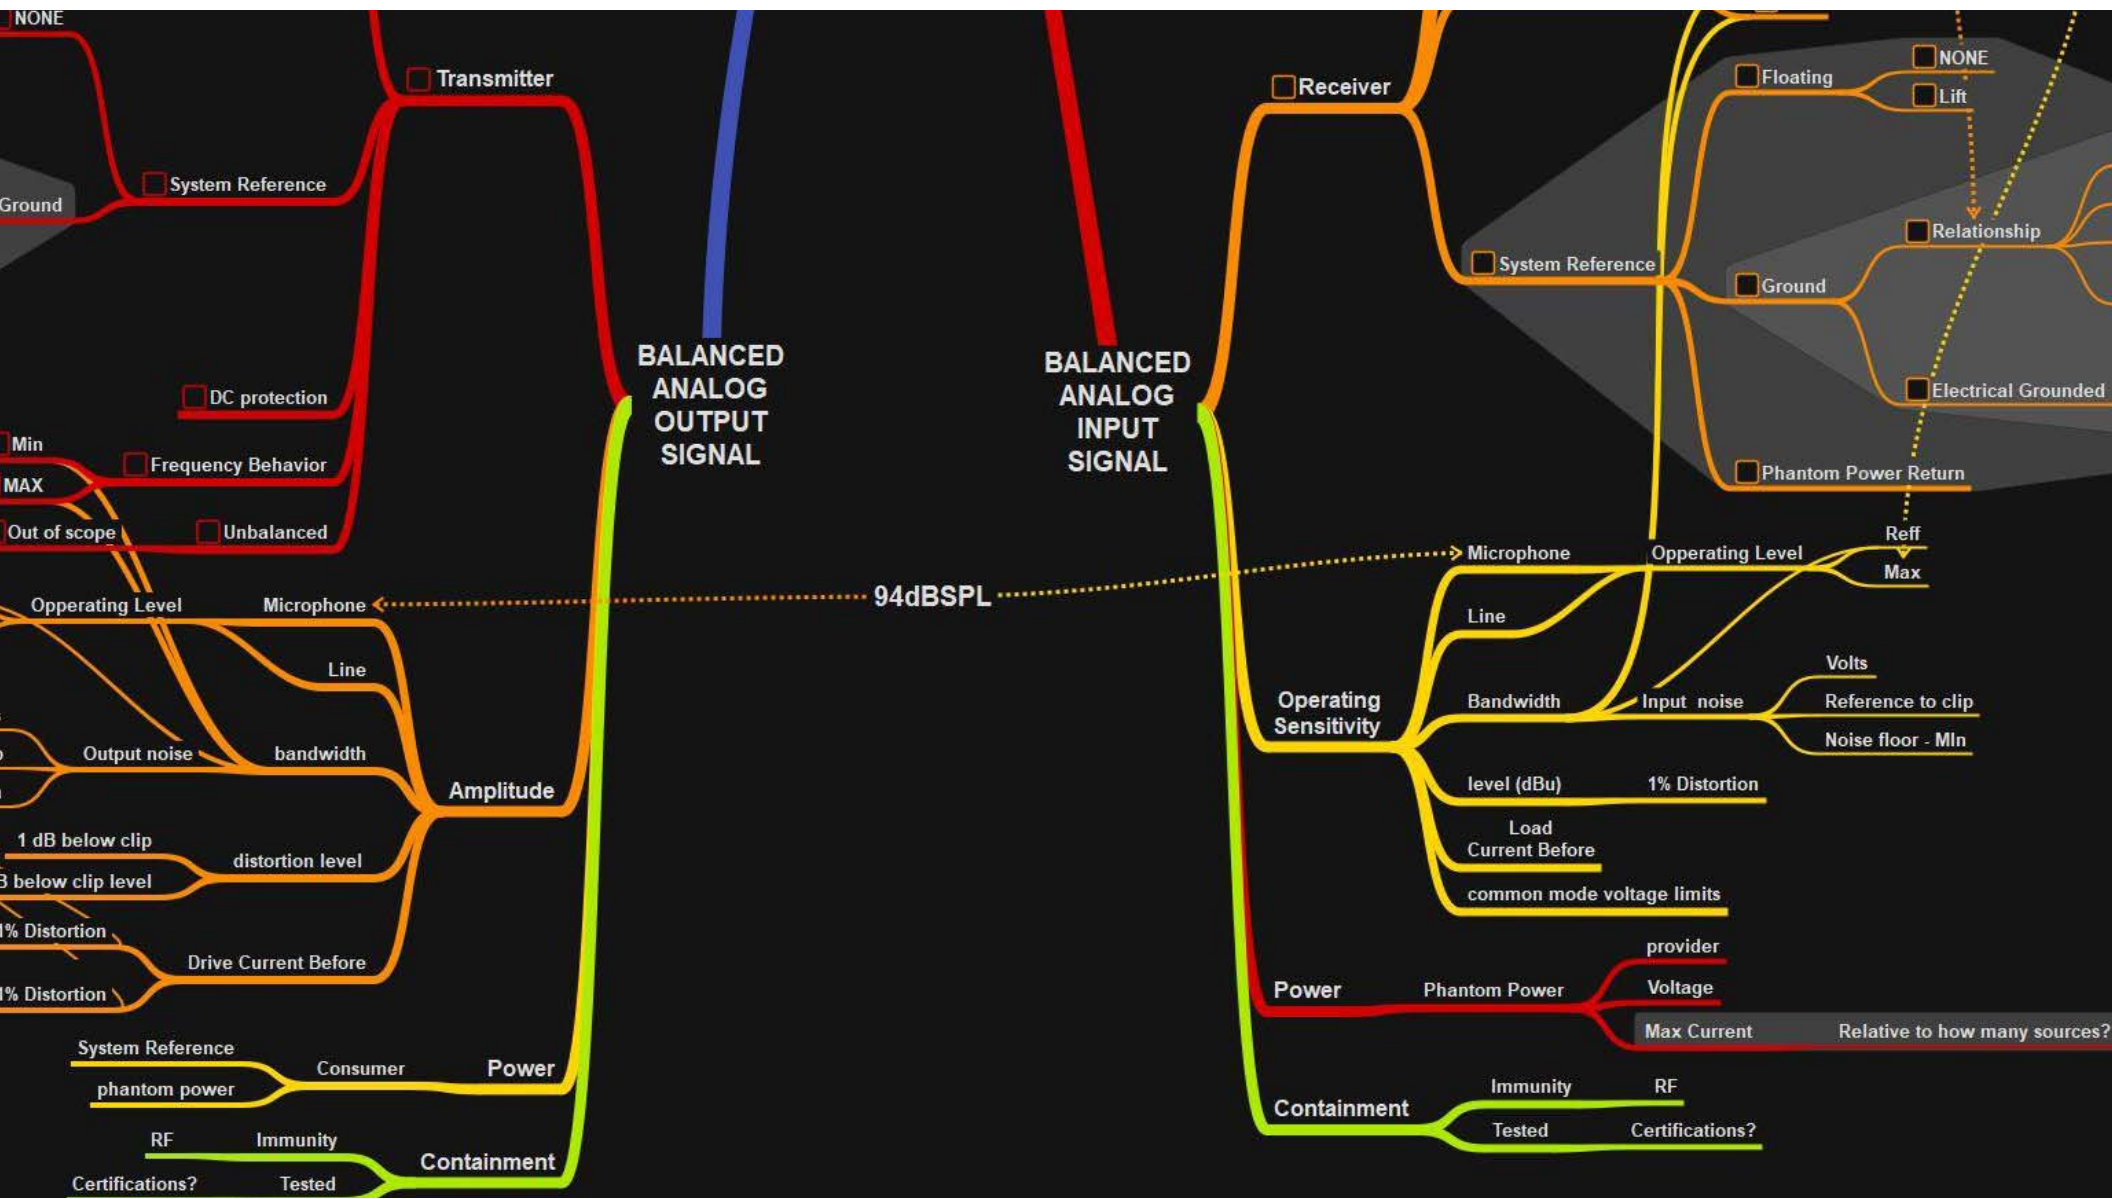 NONE
Transmitter
System Reference
Ground
DC protection
Min
Frequency Behavior
MAX
Out of scope
Unbalanced
BALANCED
ANALOG
OUTPUT
SIGNAL
Opperating Level
Microphone
Line
Output noise
bandwidth
Amplitude
1 dB below clip
distortion level
B below clip level
1% Distortion
Drive Current Before
1% Distortion
System Reference
Consumer
Power
phantom power
RF
Immunity
Containment
Certifications?
Tested
94dBSPL
BALANCED
ANALOG
INPUT
SIGNAL
Receiver
Floating
NONE
Lift
System Reference
Relationship
Ground
Electrical Grounded
Phantom Power Return
Microphone
Opperating Level
Reff
Max
Line
Operating
Sensitivity
Bandwidth
Input noise
Volts
Reference to clip
Noise floor - MIn
level (dBu)
1% Distortion
Load
Current Before
common mode voltage limits
Power
Phantom Power
provider
Voltage
Max Current
Relative to how many sources?
Containment
Immunity
RF
Tested
Certifications?